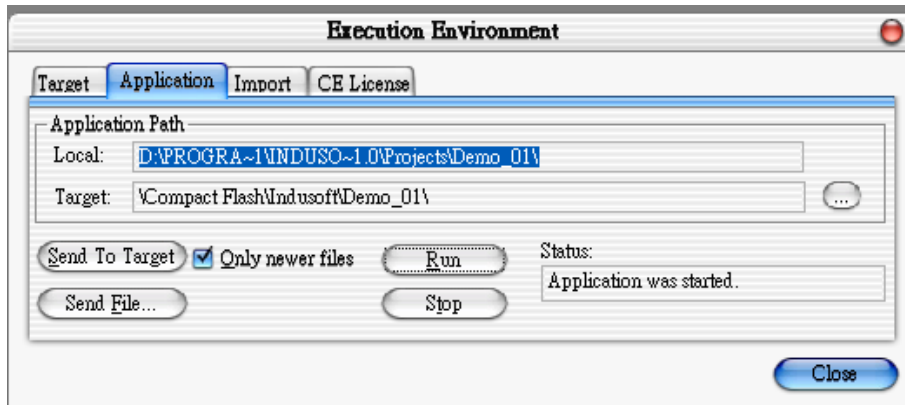 Execution Environment
Target Application Import CE License
Application Path
Local: D:\PROGRA~1\INDUSO~1.0\Projects\Demo_01\
Target: \Compact Flash\Indusoft\Demo_01\ ...
Send To Target Only newer files Run Status:
Application was started.
Send File... Stop
Close